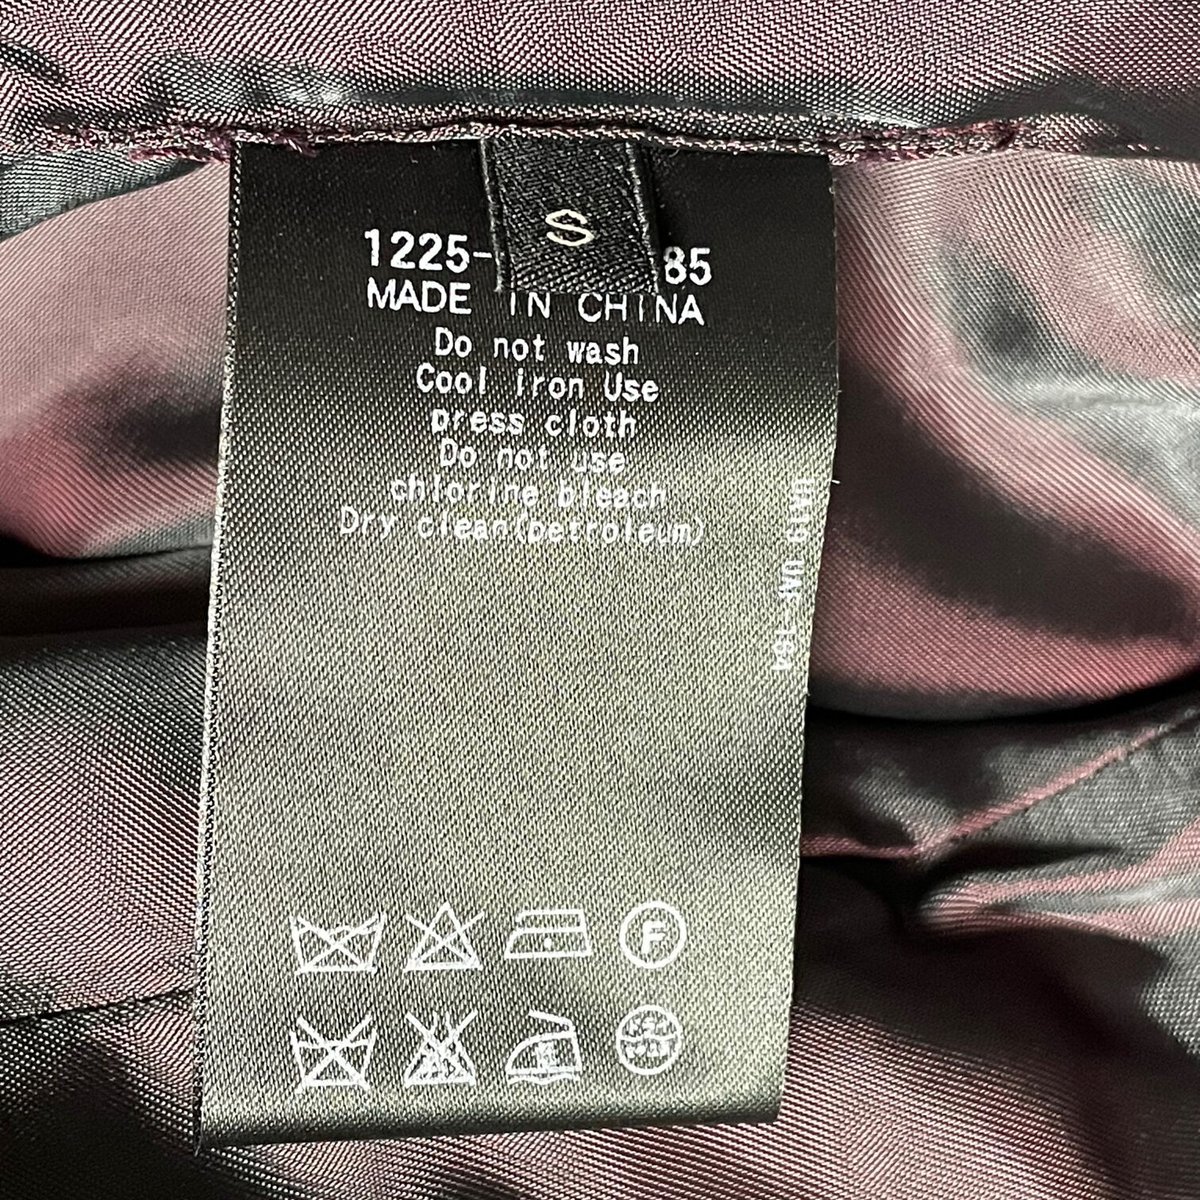 S
1225- 85
MADE IN CHINA
Do not wash
Cool iron Use
press cloth
Do not use
chlorine bleach
Dry clean(petroleum)
F